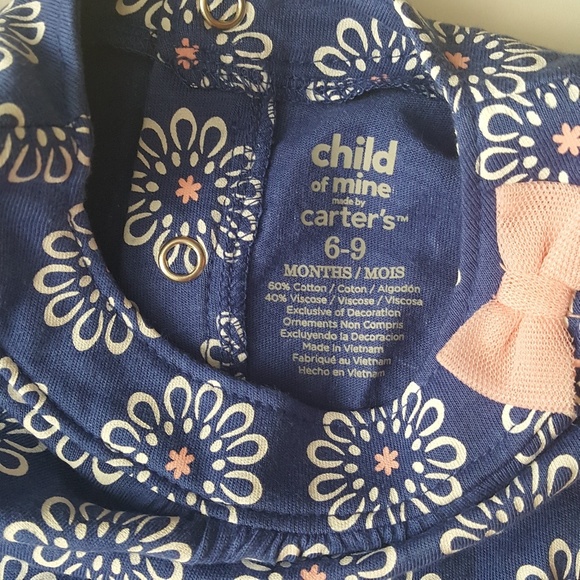 child
of mine
made by
carter's™
6-9
MONTHS / MOIS
60% Cotton / Coton / Algodón
40% Viscose / Viscose / Viscosa
Exclusive of Decoration
Ornements Non Compris
Excluyendo la Decoracion
Made in Vietnam
Fabriqué au Vietnam
Hecho en Vietnam